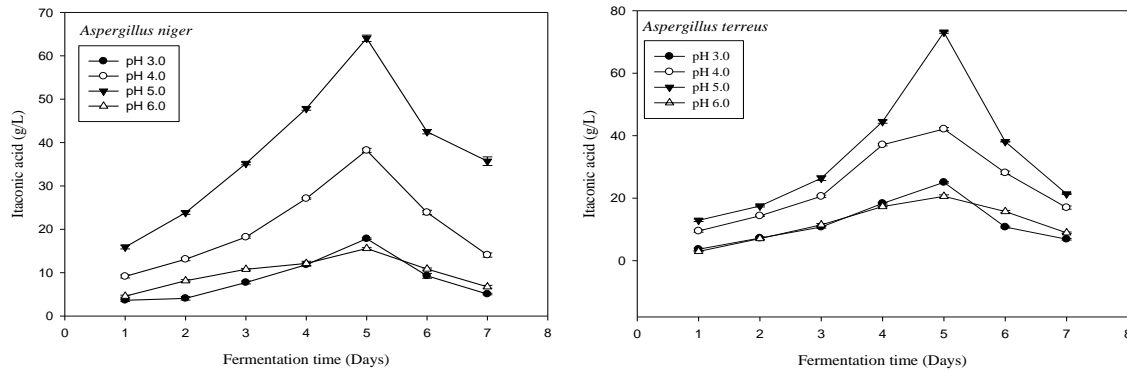 Aspergillus niger
pH 3.0
pH 4.0
pH 5.0
pH 6.0
Itaconic acid (g/L)
70
60
50
40
30
20
10
0
0 1 2 3 4 5 6 7 8
Fermentation time (Days)
Aspergillus terreus
pH 3.0
pH 4.0
pH 5.0
pH 6.0
Itaconic acid (g/L)
80
60
40
20
0
0 1 2 3 4 5 6 7 8
Fermentation time (Days)